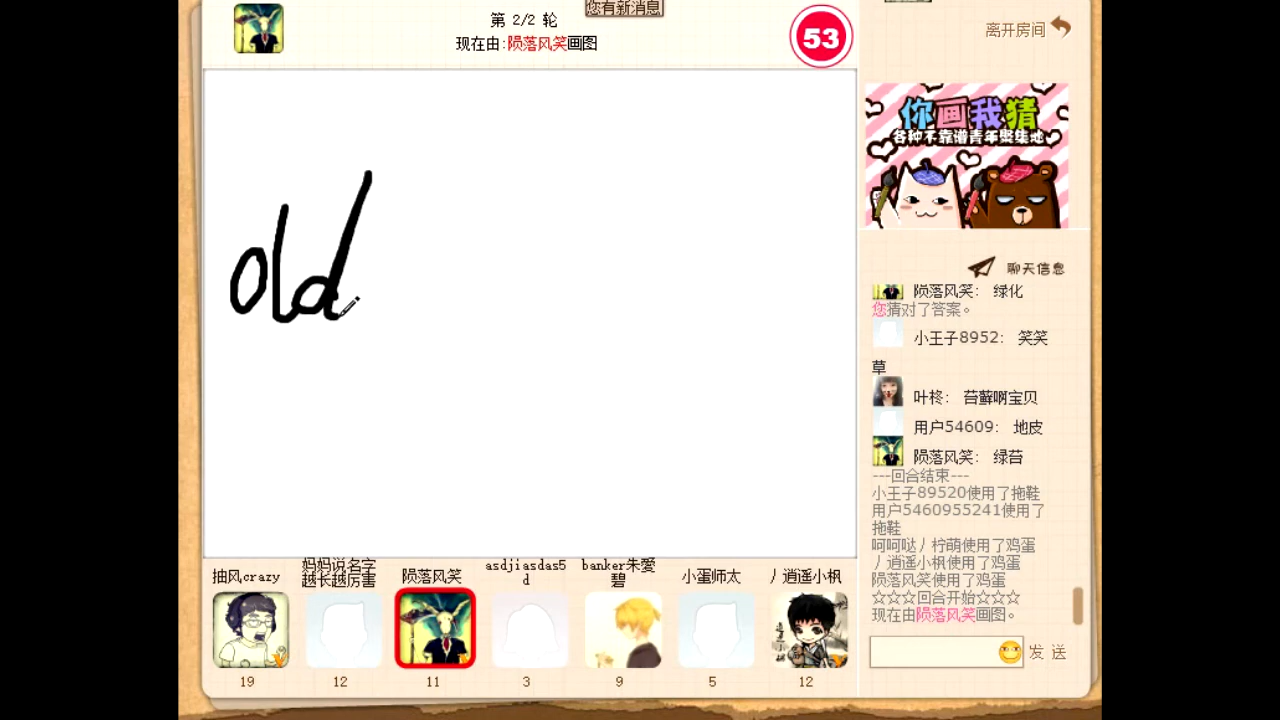 您有新消息
第 2/2 轮
现在由:陨落风笑画图
53
离开房间
你画我猜
各种不靠谱青年聚集地
old
聊天信息
陨落风笑: 绿化
您猜对了答案。
小王子8952: 笑笑
草
叶柊: 苔藓啊宝贝
用户54609: 地皮
陨落风笑: 绿苔
---回合结束---
小王子89520使用了拖鞋
用户5460955241使用了
拖鞋
呵呵哒丿柠萌使用了鸡蛋
丿逍遥小枫使用了鸡蛋
陨落风笑使用了鸡蛋
☆☆☆回合开始☆☆☆
现在由陨落风笑画图。
发 送
抽风crazy
妈妈说名字
越长越厉害
陨落风笑
asdjiasdas5
d
banker朱愛
碧
小蛋师太
丿逍遥小枫
19
12
11
3
9
5
12